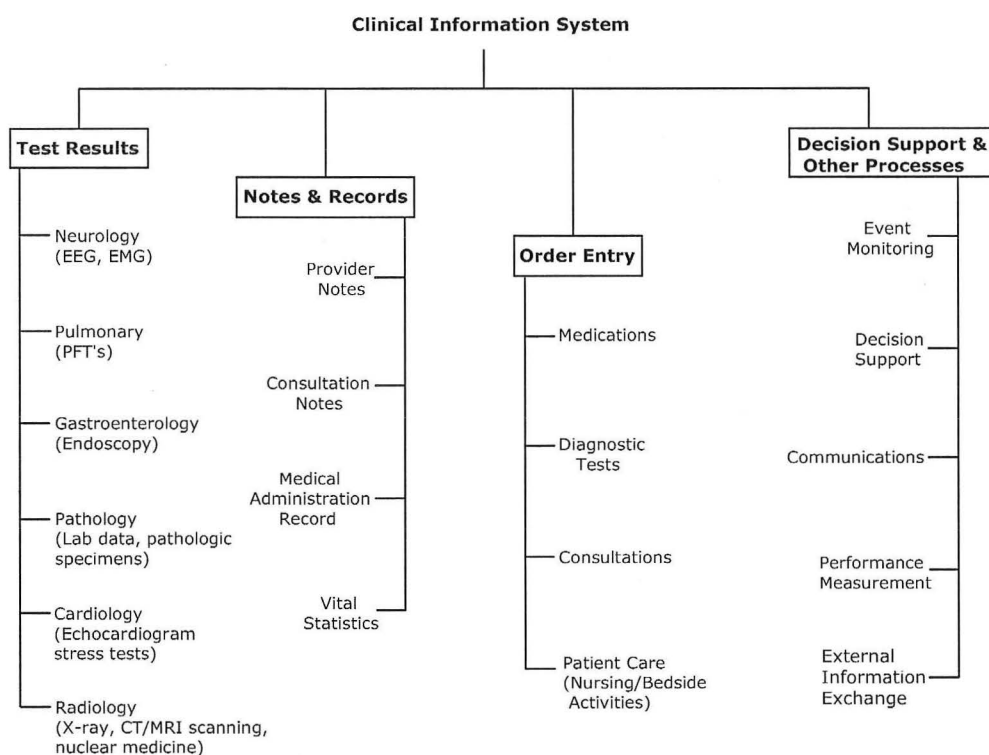 Clinical Information System
Test Results
Neurology
(EEG, EMG)
Pulmonary
(PFT's)
Gastroenterology
(Endoscopy)
Pathology
(Lab data, pathologic
specimens)
Cardiology
(Echocardiogram
stress tests)
Radiology
(X-ray, CT/MRI scanning,
nuclear medicine)
Notes & Records
Provider
Notes
Consultation
Notes
Medical
Administration
Record
Vital
Statistics
Order Entry
Medications
Diagnostic
Tests
Consultations
Patient Care
(Nursing/Bedside
Activities)
Decision Support &
Other Processes
Event
Monitoring
Decision
Support
Communications
Performance
Measurement
External
Information
Exchange